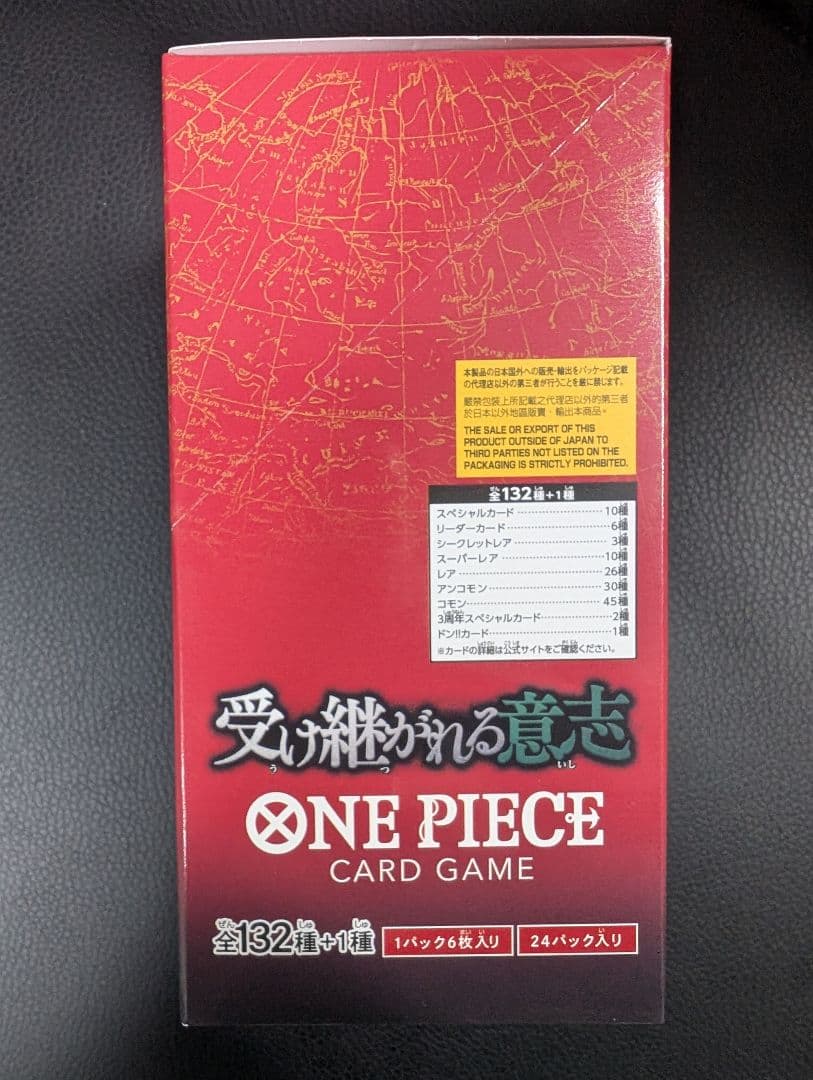 本製品の日本国外への販売・輸出をパッケージ記載
の代理店以外の第三者が行うことを厳に禁じます。
嚴禁包裝上所記載之代理店以外的第三者
於日本以外地區販賣・輸出本商品。
THE SALE OR EXPORT OF THIS
PRODUCT OUTSIDE OF JAPAN TO
THIRD PARTIES NOT LISTED ON THE
PACKAGING IS STRICTLY PROHIBITED.
全132種+1種
スペシャルカード 10種
リーダーカード 6種
シークレットレア 3種
スーパーレア 10種
レア 26種
アンコモン 30種
コモン 45種
3周年スペシャルカード 2種
ドン!!カード 1種
※カードの詳細は公式サイトをご確認ください。
受け継がれる意志
ONE PIECE
CARD GAME
全132種+1種
1パック6枚入り
24パック入り